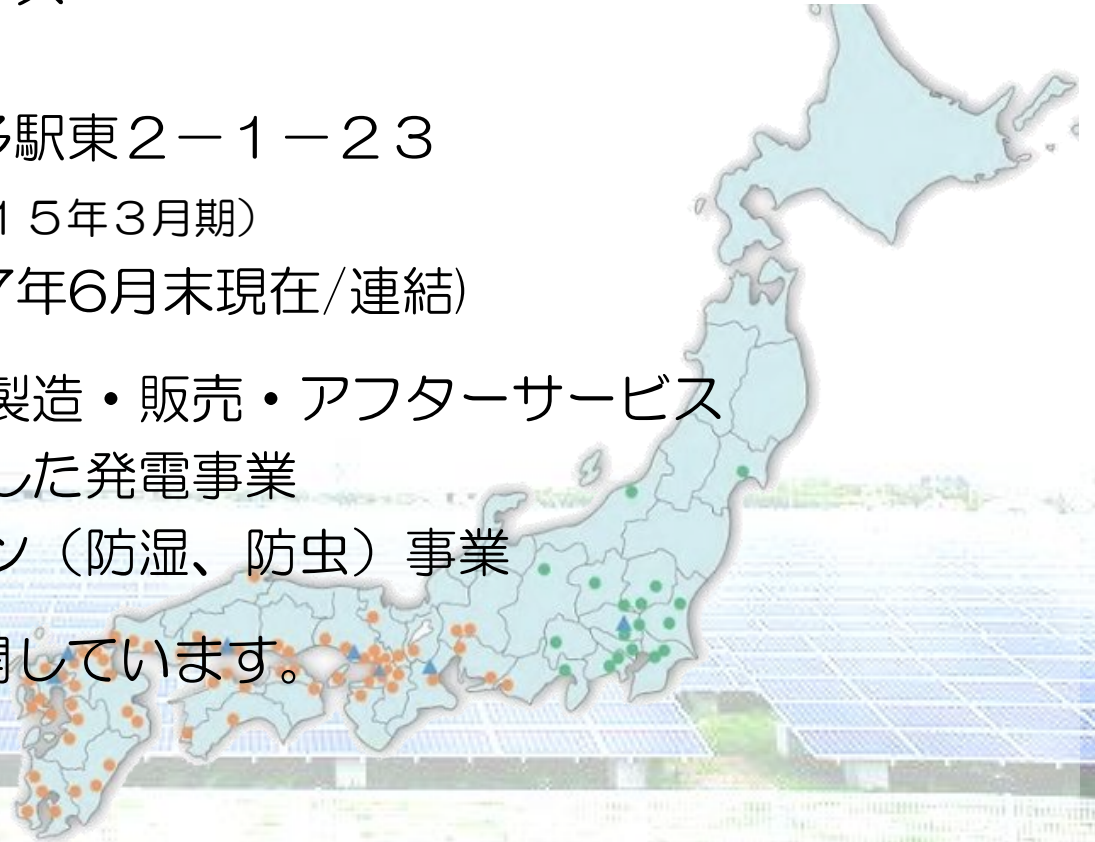 駅東２－１－２３
１５年３月期）
7年6月末現在/連結)
製造・販売・アフターサービス
した発電事業
ン（防湿、防虫）事業
しています。